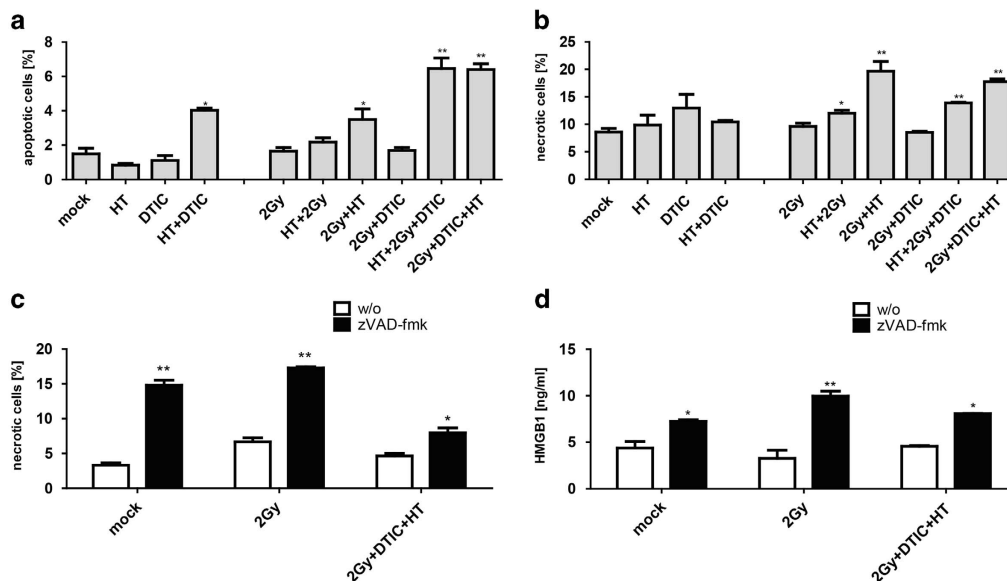 a
apoptotic cells [%]
8
6
4
2
0
*
*
**
**
mock
HT
DTIC
HT+DTIC
2Gy
HT+2Gy
2Gy+HT
2Gy+DTIC
HT+2Gy+DTIC
2Gy+DTIC+HT
b
necrotic cells [%]
25
20
15
10
5
0
*
**
**
**
mock
HT
DTIC
HT+DTIC
2Gy
HT+2Gy
2Gy+HT
2Gy+DTIC
HT+2Gy+DTIC
2Gy+DTIC+HT
c
w/o
zVAD-fmk
necrotic cells [%]
20
15
10
5
0
**
**
*
mock
2Gy
2Gy+DTIC+HT
d
w/o
zVAD-fmk
HMGB1 [ng/ml]
15
10
5
0
*
**
*
mock
2Gy
2Gy+DTIC+HT